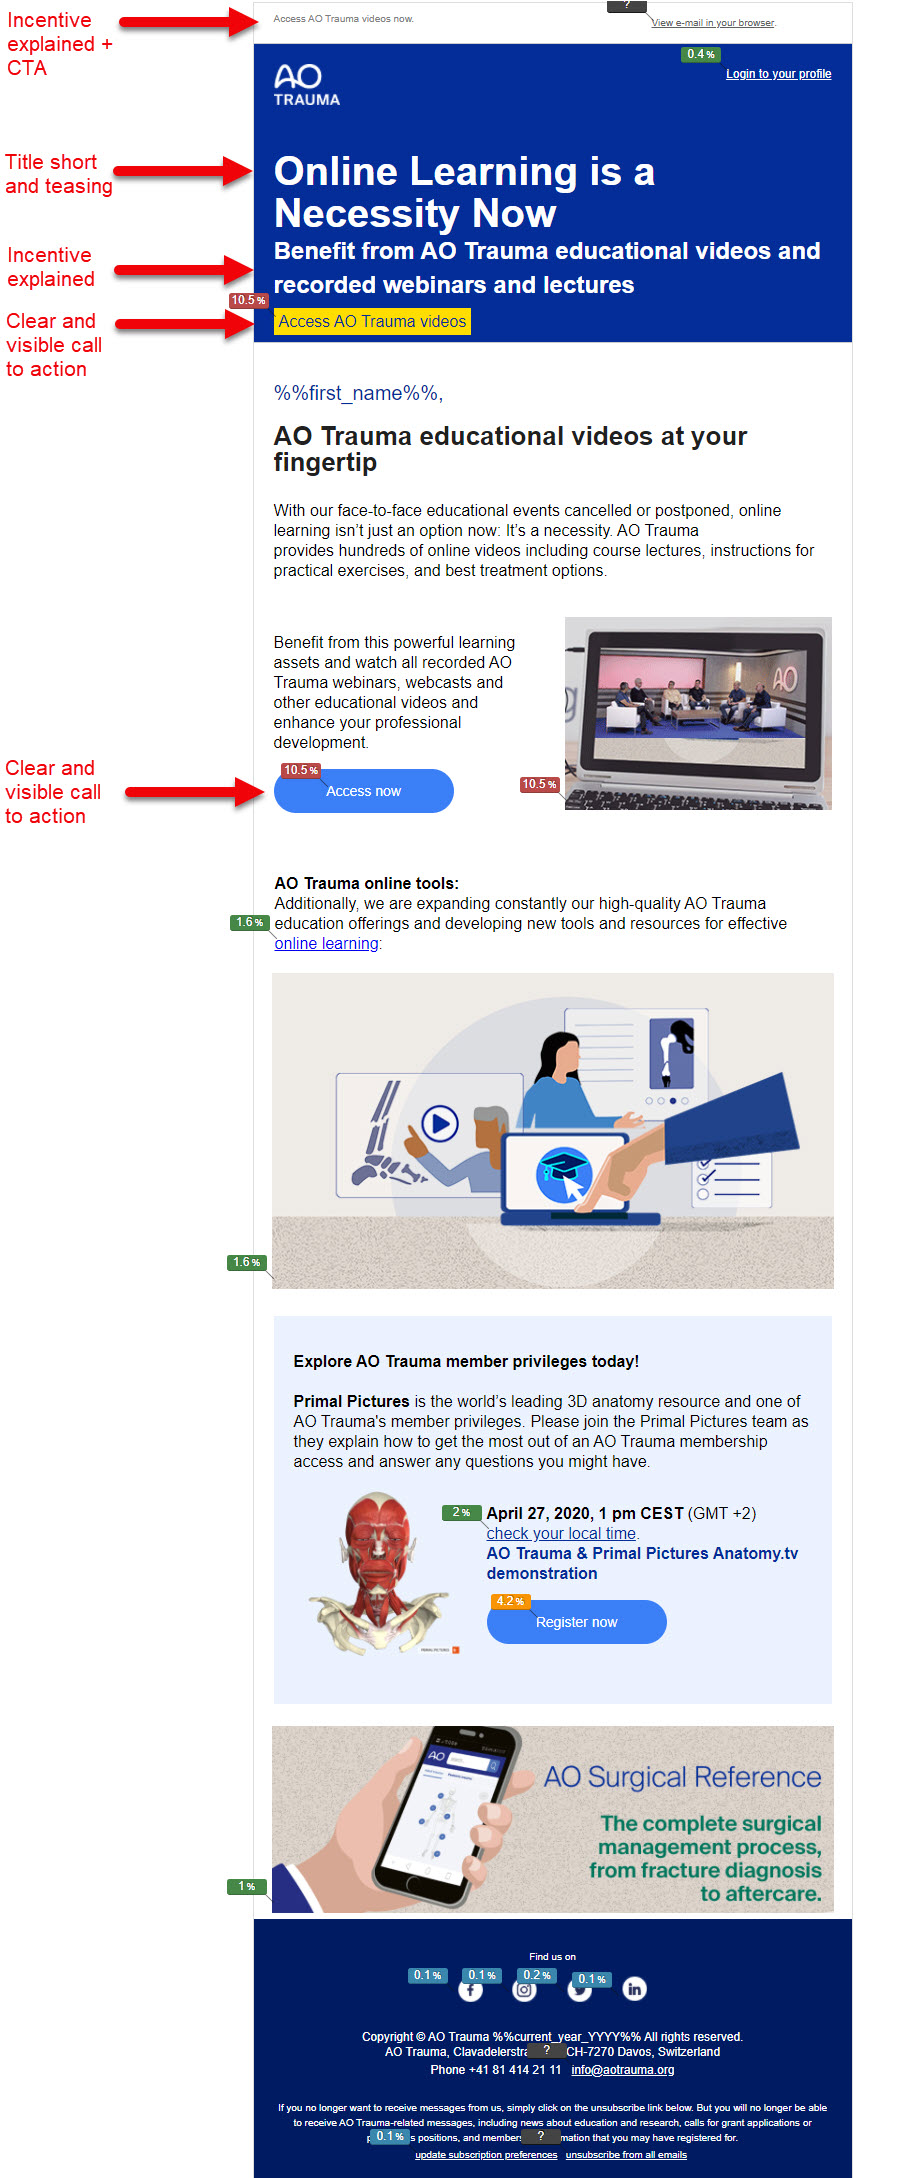 Incentive
explained +
CTA
Access AO Trauma videos now.
?
View e-mail in your browser.
0.4 %
Login to your profile
AO
TRAUMA
Title short
and teasing
Online Learning is a
Necessity Now
Incentive
explained
Benefit from AO Trauma educational videos and
recorded webinars and lectures
10.5 %
Clear and
visible call
to action
Access AO Trauma videos
%%first_name%%,
AO Trauma educational videos at your
fingertip
With our face-to-face educational events cancelled or postponed, online
learning isn't just an option now: It's a necessity. AO Trauma
provides hundreds of online videos including course lectures, instructions for
practical exercises, and best treatment options.
Benefit from this powerful learning
assets and watch all recorded AO
Trauma webinars, webcasts and
other educational videos and
enhance your professional
development.
AO
Clear and
visible call
to action
10.5 %
Access now
10.5 %
AO Trauma online tools:
Additionally, we are expanding constantly our high-quality AO Trauma
education offerings and developing new tools and resources for effective
1.6 %
online learning:
1.6 %
Explore AO Trauma member privileges today!
Primal Pictures is the world's leading 3D anatomy resource and one of
AO Trauma's member privileges. Please join the Primal Pictures team as
they explain how to get the most out of an AO Trauma membership
access and answer any questions you might have.
2 %
April 27, 2020, 1 pm CEST (GMT +2)
check your local time.
AO Trauma & Primal Pictures Anatomy.tv
demonstration
4.2 %
Register now
PRIMAL PICTURES
AO
AO Surgical Reference
The complete surgical
management process,
from fracture diagnosis
to aftercare.
1 %
Find us on
0.1 %
0.1 %
0.2 %
0.1 %
Copyright © AO Trauma %%current_year_YYYY%% All rights reserved.
AO Trauma, Clavadelerstra ? CH-7270 Davos, Switzerland
Phone +41 81 414 21 11 info@aotrauma.org
If you no longer want to receive messages from us, simply click on the unsubscribe link below. But you will no longer be able
to receive AO Trauma-related messages, including news about education and research, calls for grant applications or
positions, and members mation that you may have registered for.
0.1 %
?
update subscription preferences unsubscribe from all emails